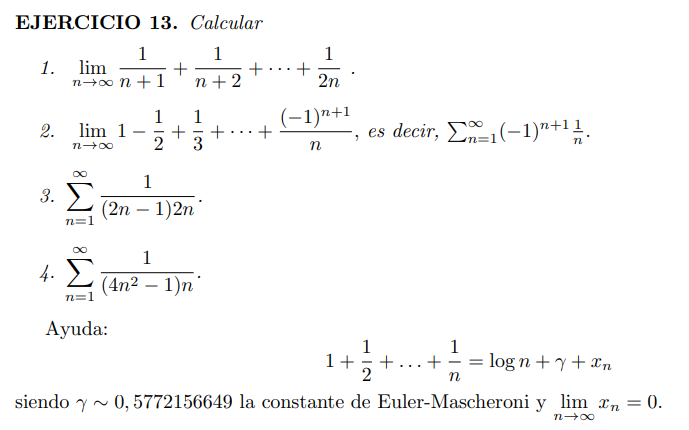 EJERCICIO 13. Calcular
1. lim_{n→∞} 1/(n+1) + 1/(n+2) + ··· + 1/(2n) .
2. lim_{n→∞} 1 − 1/2 + 1/3 + ··· + (−1)^{n+1}/n, es decir, ∑_{n=1}^{∞} (−1)^{n+1} 1/n.
3. ∑_{n=1}^{∞} 1/((2n − 1)2n).
4. ∑_{n=1}^{∞} 1/((4n² − 1)n).
Ayuda:
1 + 1/2 + ... + 1/n = log n + γ + x_n
siendo γ ∼ 0,5772156649 la constante de Euler-Mascheroni y lim_{n→∞} x_n = 0.